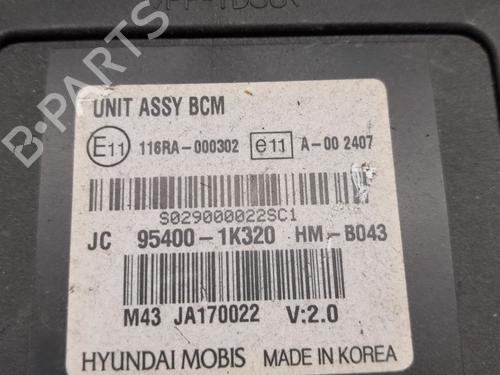 UNIT ASSY BCM
E11 116RA-000302 e11 A-00 2407
S029000022SC1
JC 95400-1K320 HM-B043
M43 JA170022 V:2.0
HYUNDAI MOBIS MADE IN KOREA